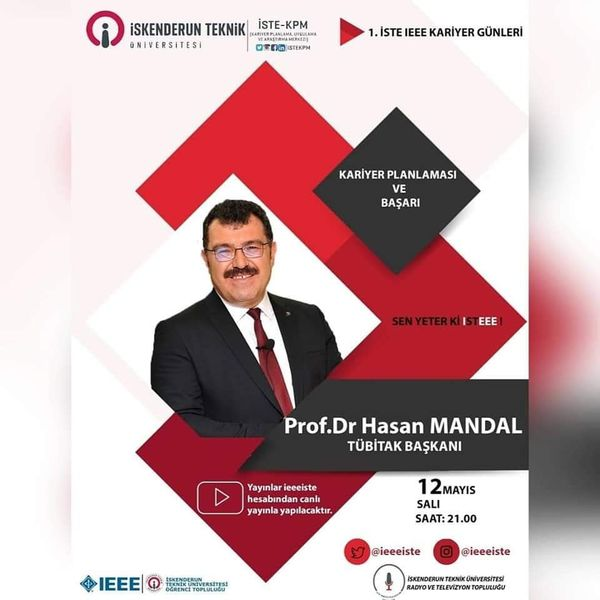 İSKENDERUN TEKNİK
ÜNİVERSİTESİ
İSTE-KPM
(KARİYER PLANLAMA, UYGULAMA
VE ARAŞTIRMA MERKEZİ)
ISTEKPM
1. İSTE IEEE KARİYER GÜNLERİ
KARİYER PLANLAMASI
VE
BAŞARI
SEN YETER Kİ İSTEEE !
Prof.Dr Hasan MANDAL
TÜBİTAK BAŞKANI
Yayınlar ieeeiste
hesabından canlı
yayınla yapılacaktır.
12 MAYIS
SALI
SAAT: 21.00
@ieeeiste
@ieeeiste
IEEE
İSKENDERUN
TEKNİK ÜNİVERSİTESİ
ÖĞRENCİ TOPLULUĞU
İSKENDERUN TEKNİK ÜNİVERSİTESİ
RADYO VE TELEVİZYON TOPLULUĞU